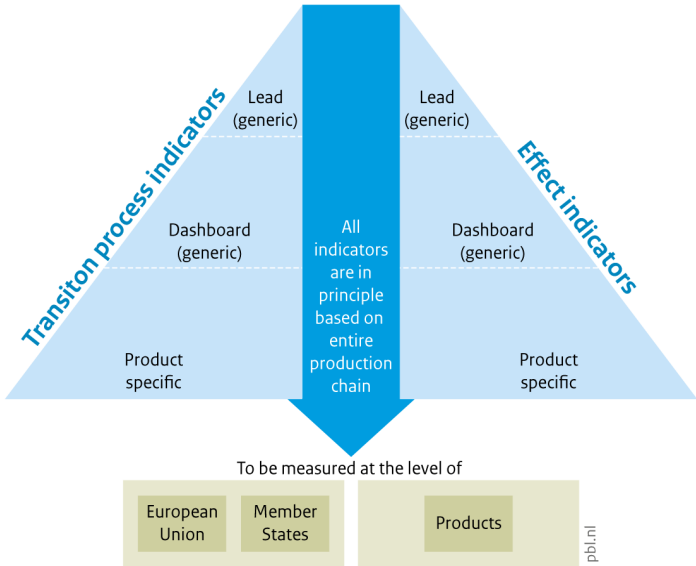 Transiton process indicators
Lead
(generic)
Dashboard
(generic)
Product
specific
All
indicators
are in
principle
based on
entire
production
chain
Effect indicators
Lead
(generic)
Dashboard
(generic)
Product
specific
To be measured at the level of
European
Union
Member
States
Products
pbl.nl